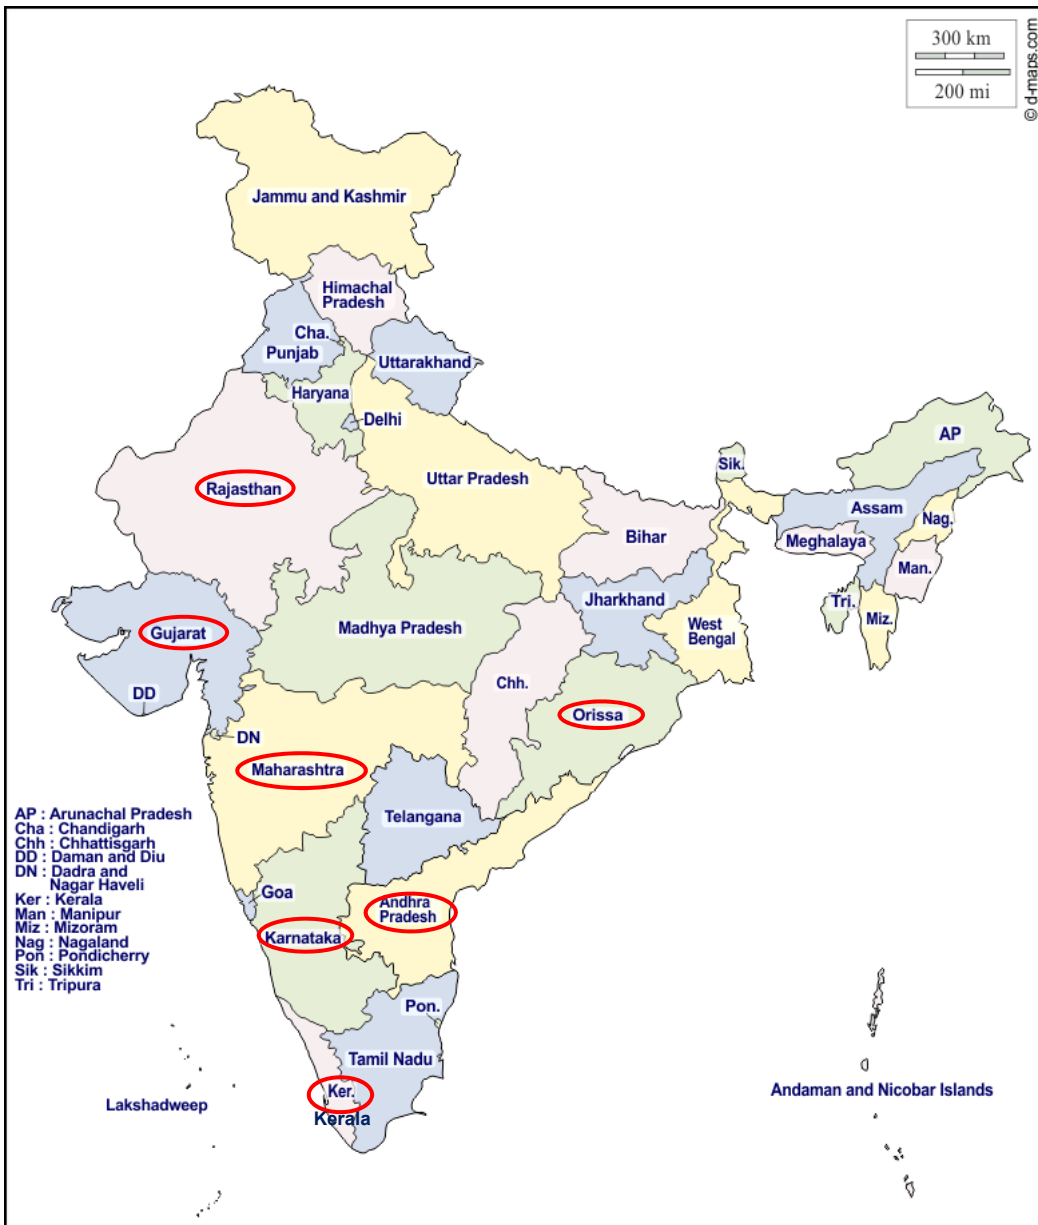 300 km
200 mi
© d-maps.com
Jammu and Kashmir
Himachal
Pradesh
Cha.
Punjab
Uttarakhand
Haryana
Delhi
AP
Sik.
Rajasthan
Uttar Pradesh
Assam
Nag.
Bihar
Meghalaya
Man.
Jharkhand
Tri.
Miz.
Gujarat
Madhya Pradesh
West
Bengal
Chh.
DD
Orissa
DN
Maharashtra
Telangana
AP : Arunachal Pradesh
Cha : Chandigarh
Chh : Chhattisgarh
DD : Daman and Diu
DN : Dadra and
Nagar Haveli
Ker : Kerala
Man : Manipur
Miz : Mizoram
Nag : Nagaland
Pon : Pondicherry
Sik : Sikkim
Tri : Tripura
Goa
Andhra
Pradesh
Karnataka
Pon.
Tamil Nadu
Ker.
Kerala
Lakshadweep
Andaman and Nicobar Islands